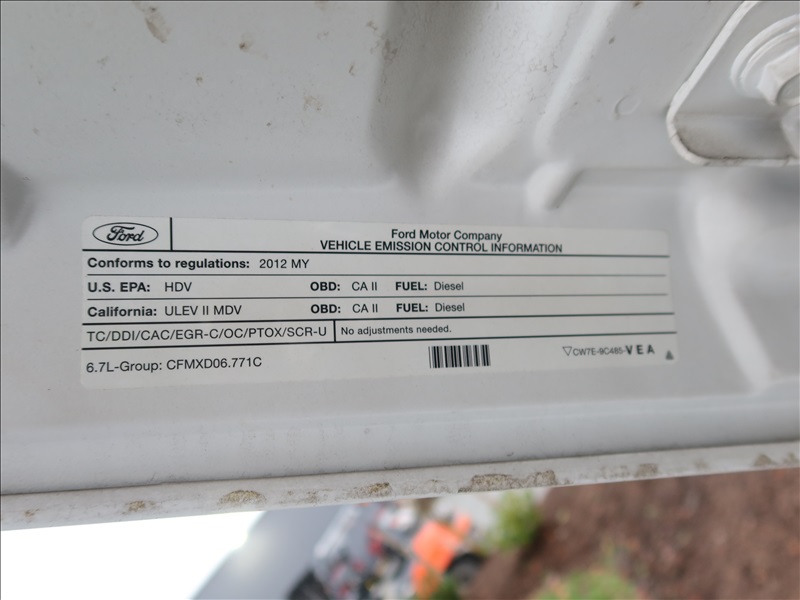 Ford
Ford Motor Company
VEHICLE EMISSION CONTROL INFORMATION
Conforms to regulations: 2012 MY
U.S. EPA: HDV OBD: CA II FUEL: Diesel
California: ULEV II MDV OBD: CA II FUEL: Diesel
TC/DDI/CAC/EGR-C/OC/PTOX/SCR-U No adjustments needed.
6.7L-Group: CFMXD06.771C
▽CW7E-9C485-VEA